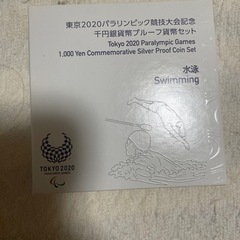 東京2020パラリンピック競技大会記念
千円銀貨幣プルーフ貨幣セット
Tokyo 2020 Paralympic Games
1,000 Yen Commemorative Silver Proof Coin Set
水泳
Swimming
TOKYO 2020